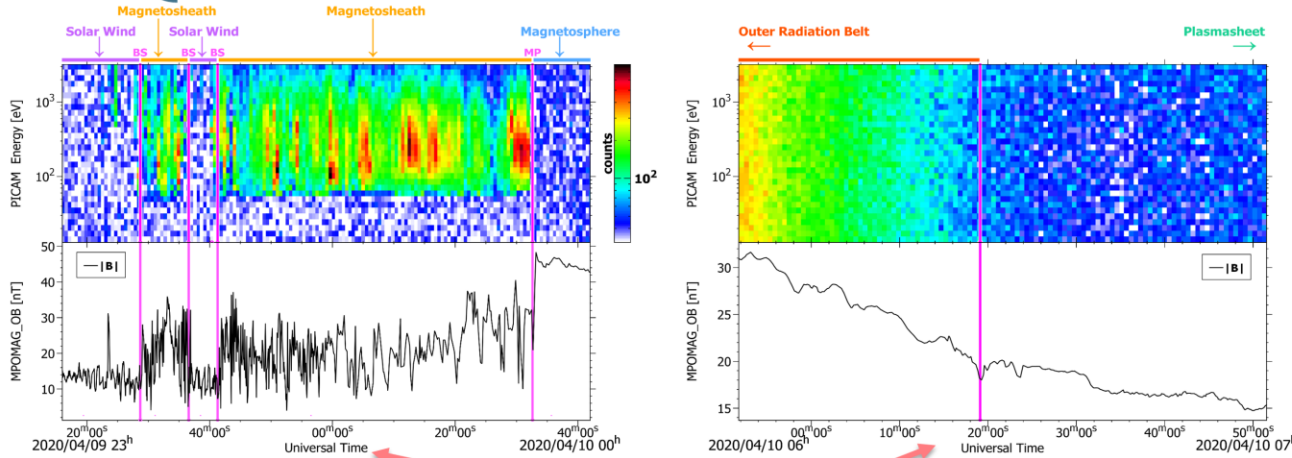 Magnetosheath Magnetosheath
Solar Wind Solar Wind Magnetosphere
BS BS BS MP
PICAM Energy [eV]
10³
10²
counts
10²
MPOMAG_OB [nT]
50
40
30
20
10
|B|
20ᵐ00ˢ 40ᵐ00ˢ 00ᵐ00ˢ 20ᵐ00ˢ 40ᵐ00ˢ
2020/04/09 23ʰ Universal Time 2020/04/10 00ʰ
Outer Radiation Belt Plasmasheet
PICAM Energy [eV]
10³
10²
MPOMAG_OB [nT]
30
25
20
15
|B|
00ᵐ00ˢ 10ᵐ00ˢ 20ᵐ00ˢ 30ᵐ00ˢ 40ᵐ00ˢ 50ᵐ00ˢ
2020/04/10 06ʰ Universal Time 2020/04/10 07ʰ